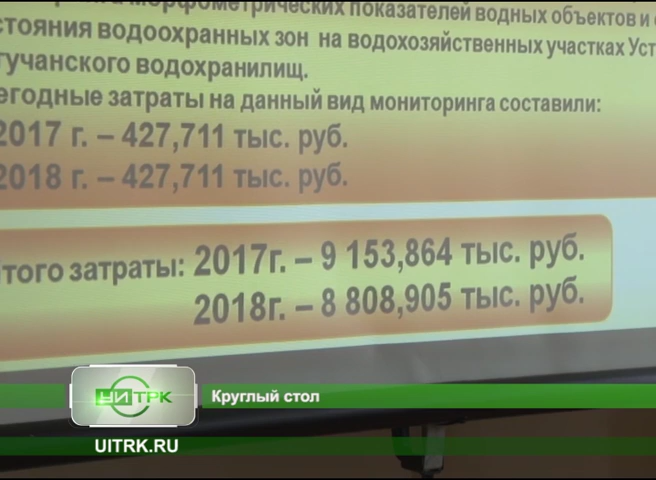 морфометрических показателей водных объектов и
стояния водоохранных зон на водохозяйственных участках Уст
гучанского водохранилищ.
егодные затраты на данный вид мониторинга составили:
2017 г. – 427,711 тыс. руб.
2018 г. – 427,711 тыс. руб.
того затраты: 2017г. – 9 153,864 тыс. руб.
2018г. – 8 808,905 тыс. руб.
УИТРК
Круглый стол
UITRK.RU